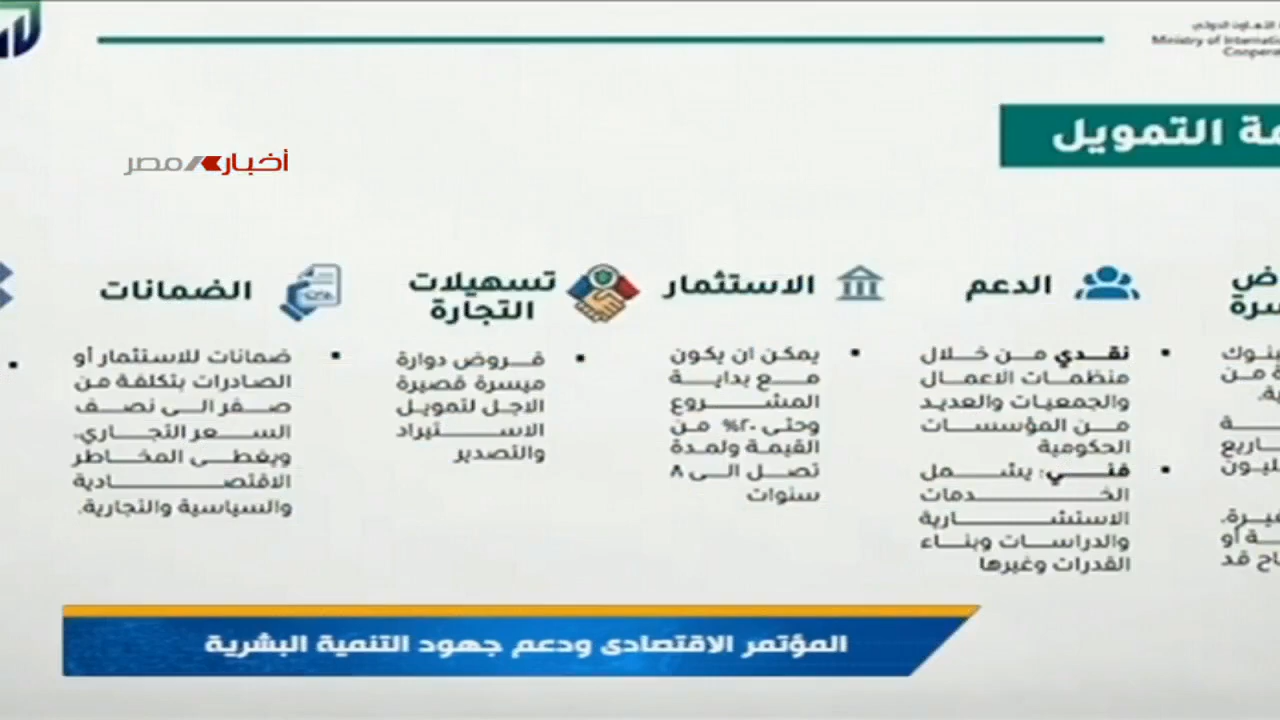 Ministry of
التمويل
أخبار مصر
الدعم
نقدي من خلال
منظمات الاعمال
والجمعيات والعديد
من المؤسسات
الحكومية
فني: يشمل
الخدمات
الاستشارية
والدراسات وبناء
القدرات وغيرها
الاستثمار
يمكن ان يكون
مع بداية
المشروع
وحتى ٢٠% من
القيمة ولمدة
تصل الى ٨
سنوات
تسهيلات
التجارة
قروض دوارة
ميسرة قصيرة
الاجل لتمويل
الاستيراد
والتصدير
الضمانات
ضمانات للاستثمار أو
الصادرات بتكلفة من
صفر الى نصف
السعر التجاري،
ويغطى المخاطر
الاقتصادية
والسياسية والتجارية.
المؤتمر الاقتصادى ودعم جهود التنمية البشرية